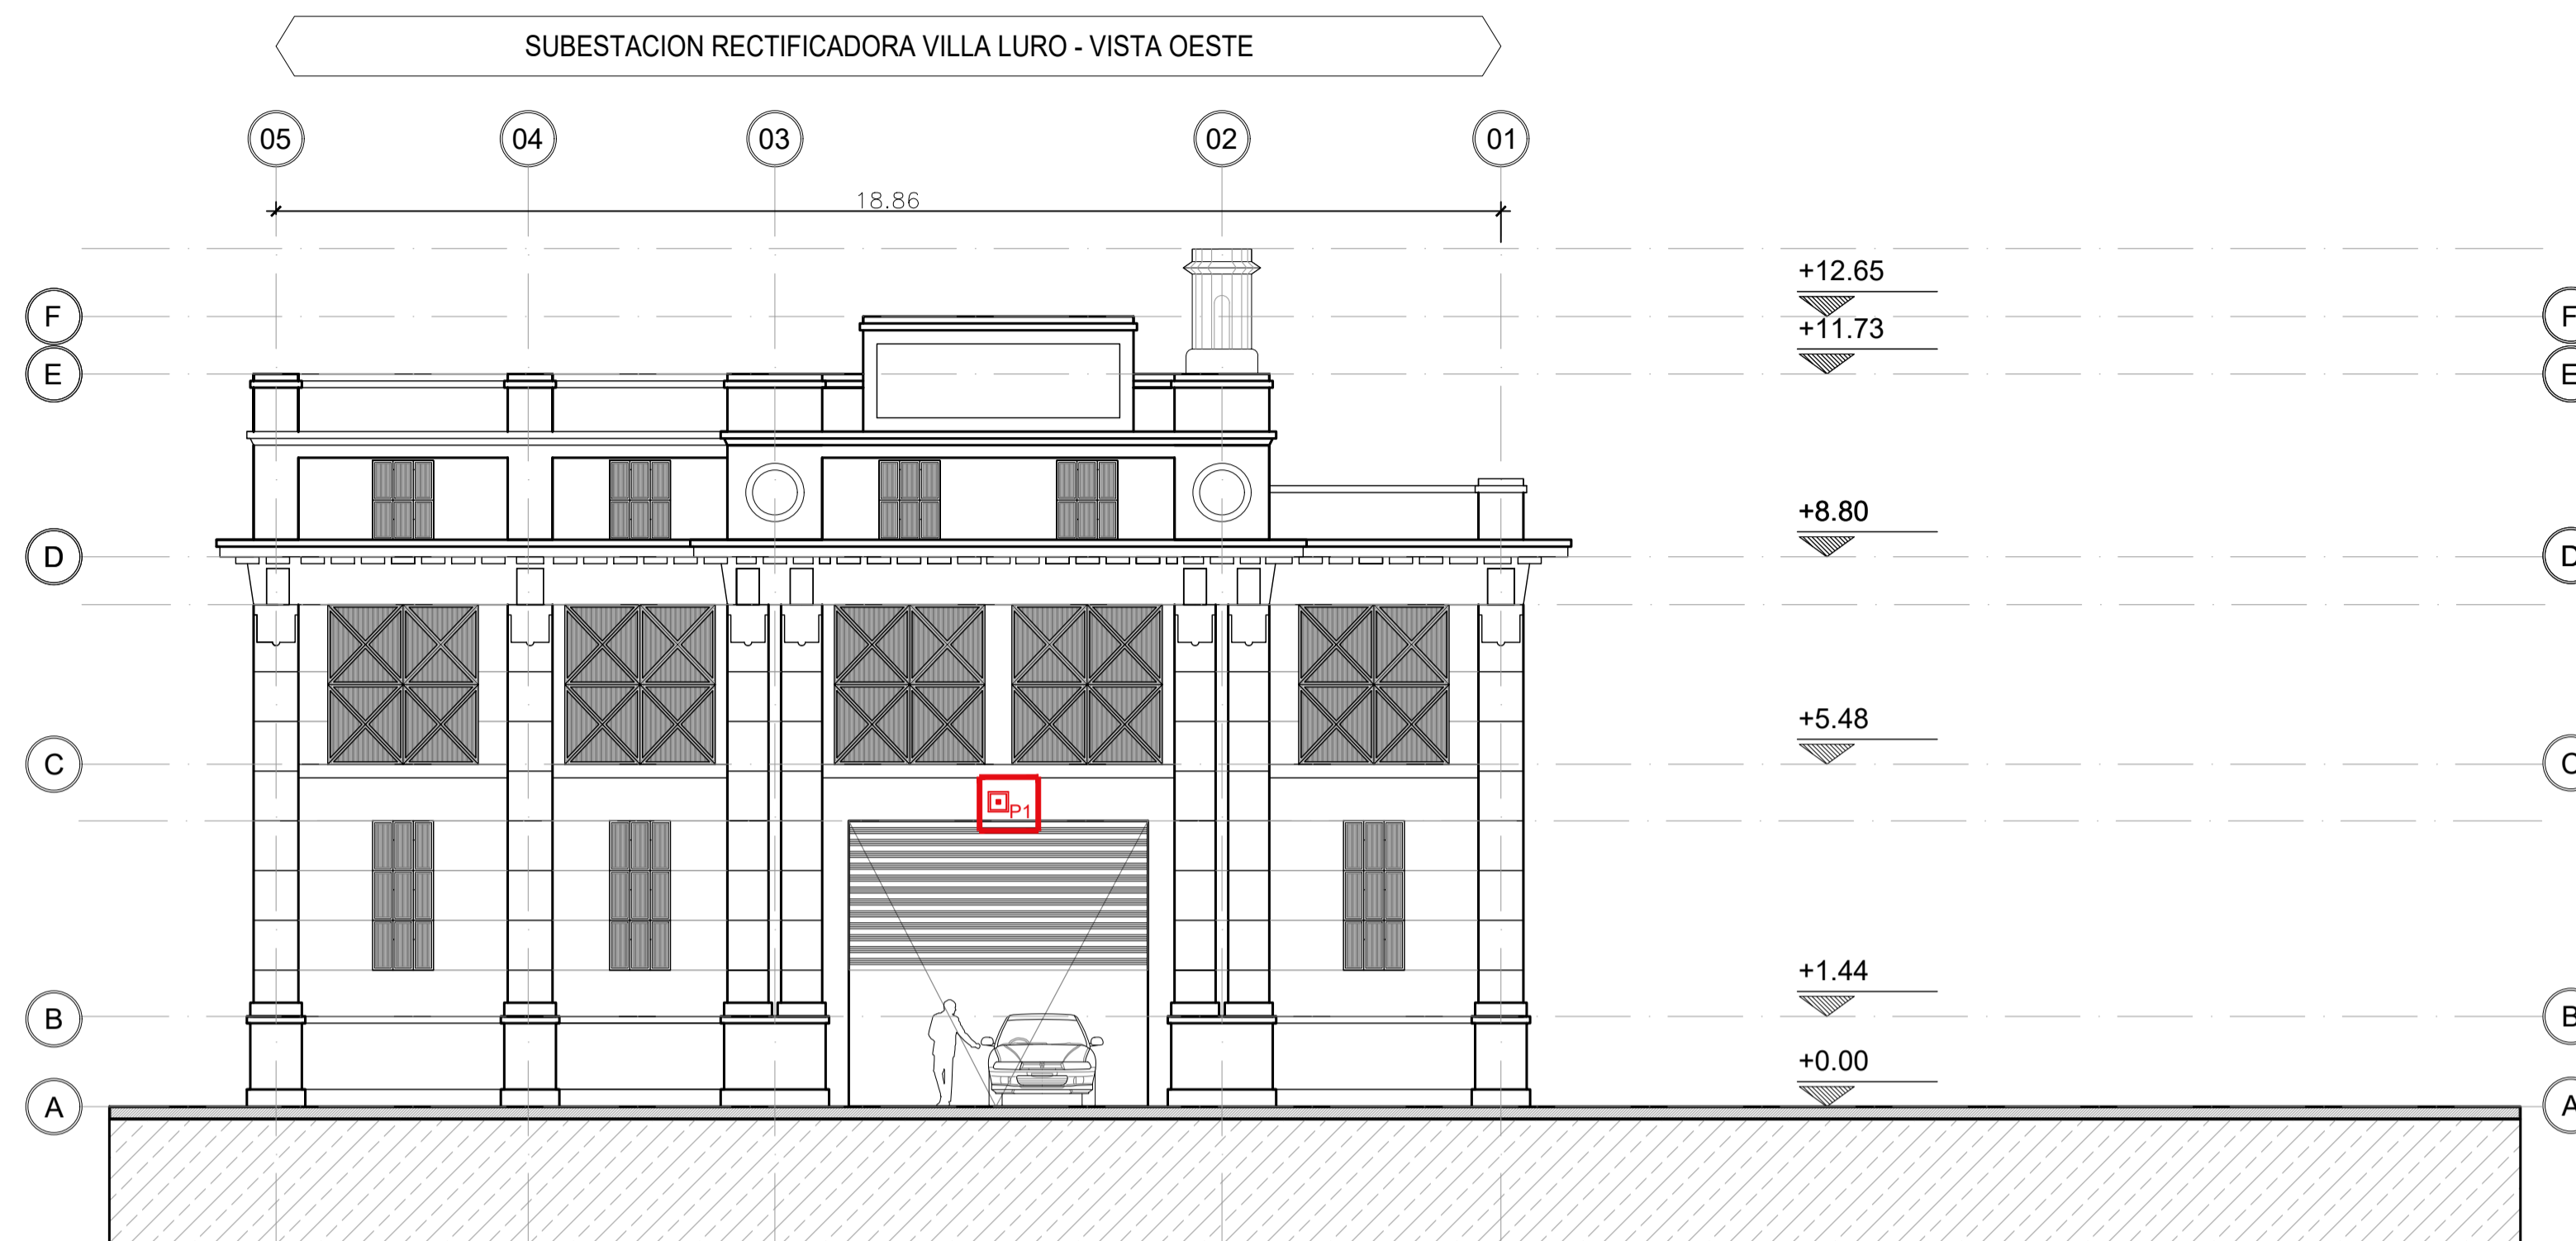 SUBESTACION RECTIFICADORA VILLA LURO - VISTA OESTE
05 04 03 02 01
18.86
+12.65
F F
+11.73
E E
+8.80
D D
+5.48
C C
P1
+1.44
B B
+0.00
A A